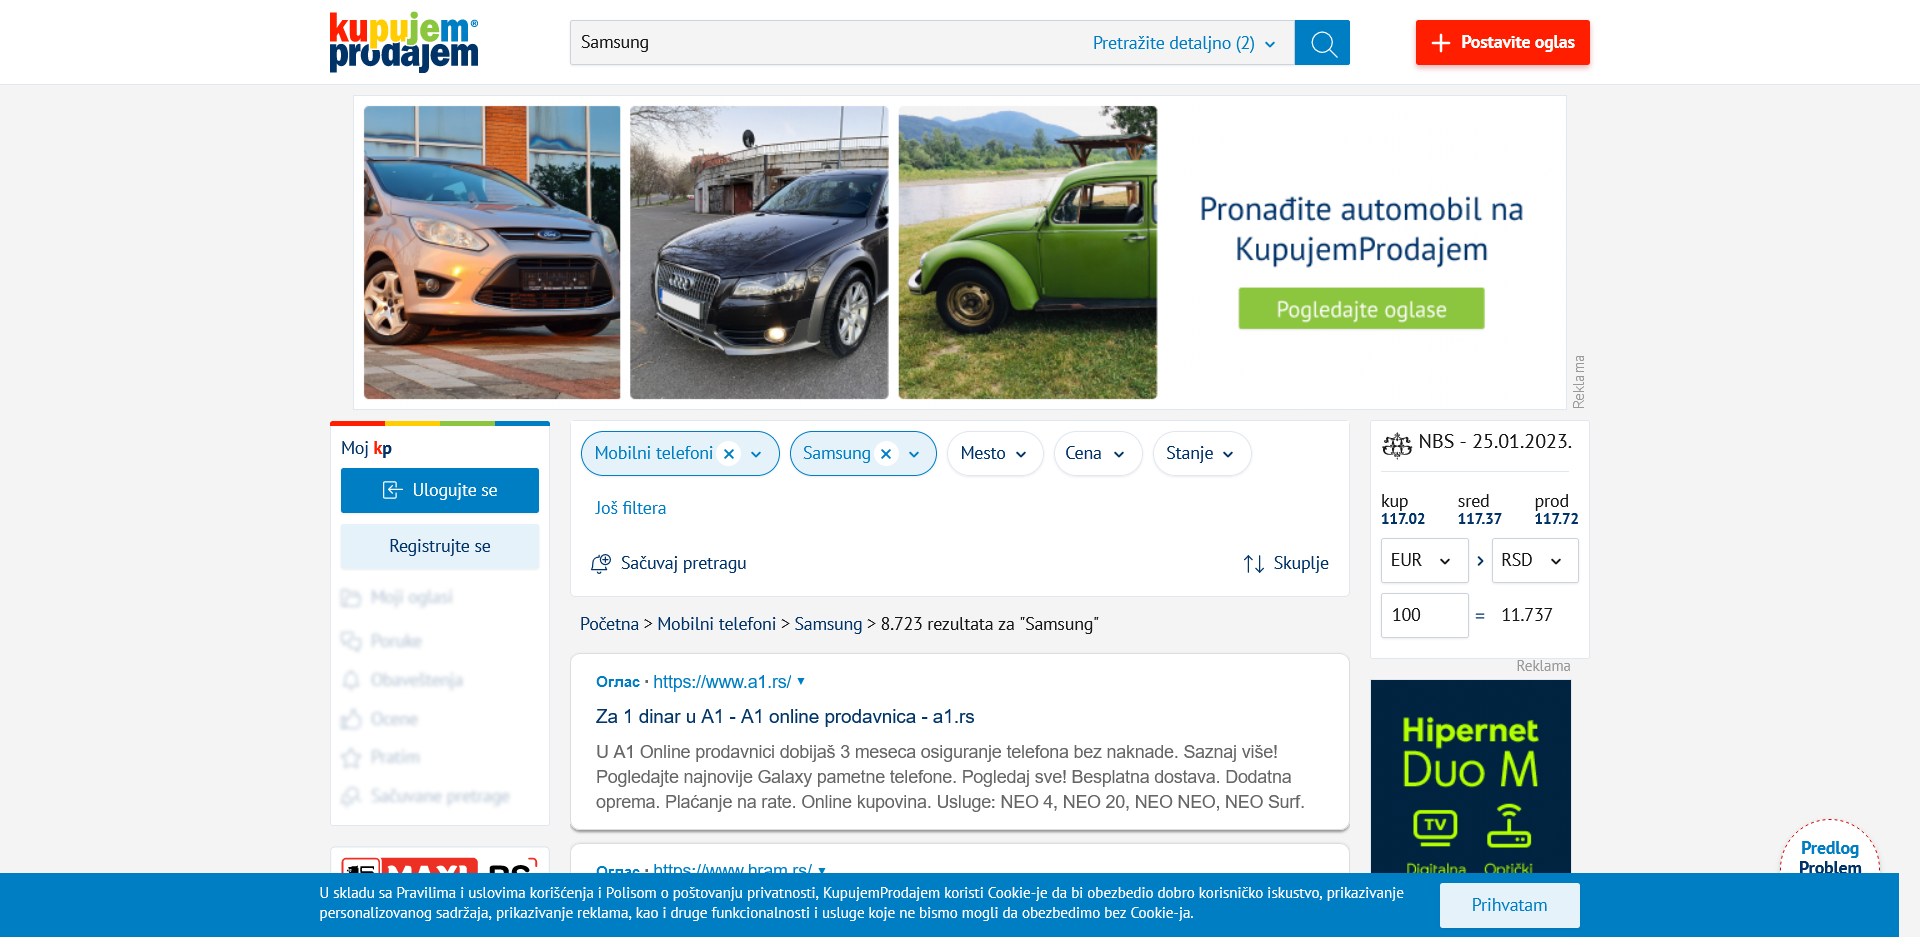 kupujem®
prodajem
Samsung
Pretražite detaljno (2)
Postavite oglas
Pronađite automobil na
KupujemProdajem
Pogledajte oglase
Reklama
Moj kp
Ulogujte se
Registrujte se
Moji oglasi
Poruke
Obaveštenja
Ocene
Pratim
Sačuvane pretrage
Mobilni telefoni
Samsung
Mesto
Cena
Stanje
Još filtera
Sačuvaj pretragu
Skuplje
Početna > Mobilni telefoni > Samsung > 8.723 rezultata za "Samsung"
Оглас · https://www.a1.rs/
Za 1 dinar u A1 - A1 online prodavnica - a1.rs
U A1 Online prodavnici dobijaš 3 meseca osiguranje telefona bez naknade. Saznaj više!
Pogledajte najnovije Galaxy pametne telefone. Pogledaj sve! Besplatna dostava. Dodatna
oprema. Plaćanje na rate. Online kupovina. Usluge: NEO 4, NEO 20, NEO NEO, NEO Surf.
Оглас · https://www.hram.rs/
NBS - 25.01.2023.
kup sred prod
117.02 117.37 117.72
EUR > RSD
100 = 11.737
Reklama
Hipernet
Duo M
TV
Digitalna Optički
Predlog
Problem
U skladu sa Pravilima i uslovima korišćenja i Polisom o poštovanju privatnosti, KupujemProdajem koristi Cookie-je da bi obezbedio dobro korisničko iskustvo, prikazivanje
personalizovanog sadržaja, prikazivanje reklama, kao i druge funkcionalnosti i usluge koje ne bismo mogli da obezbedimo bez Cookie-ja.
Prihvatam